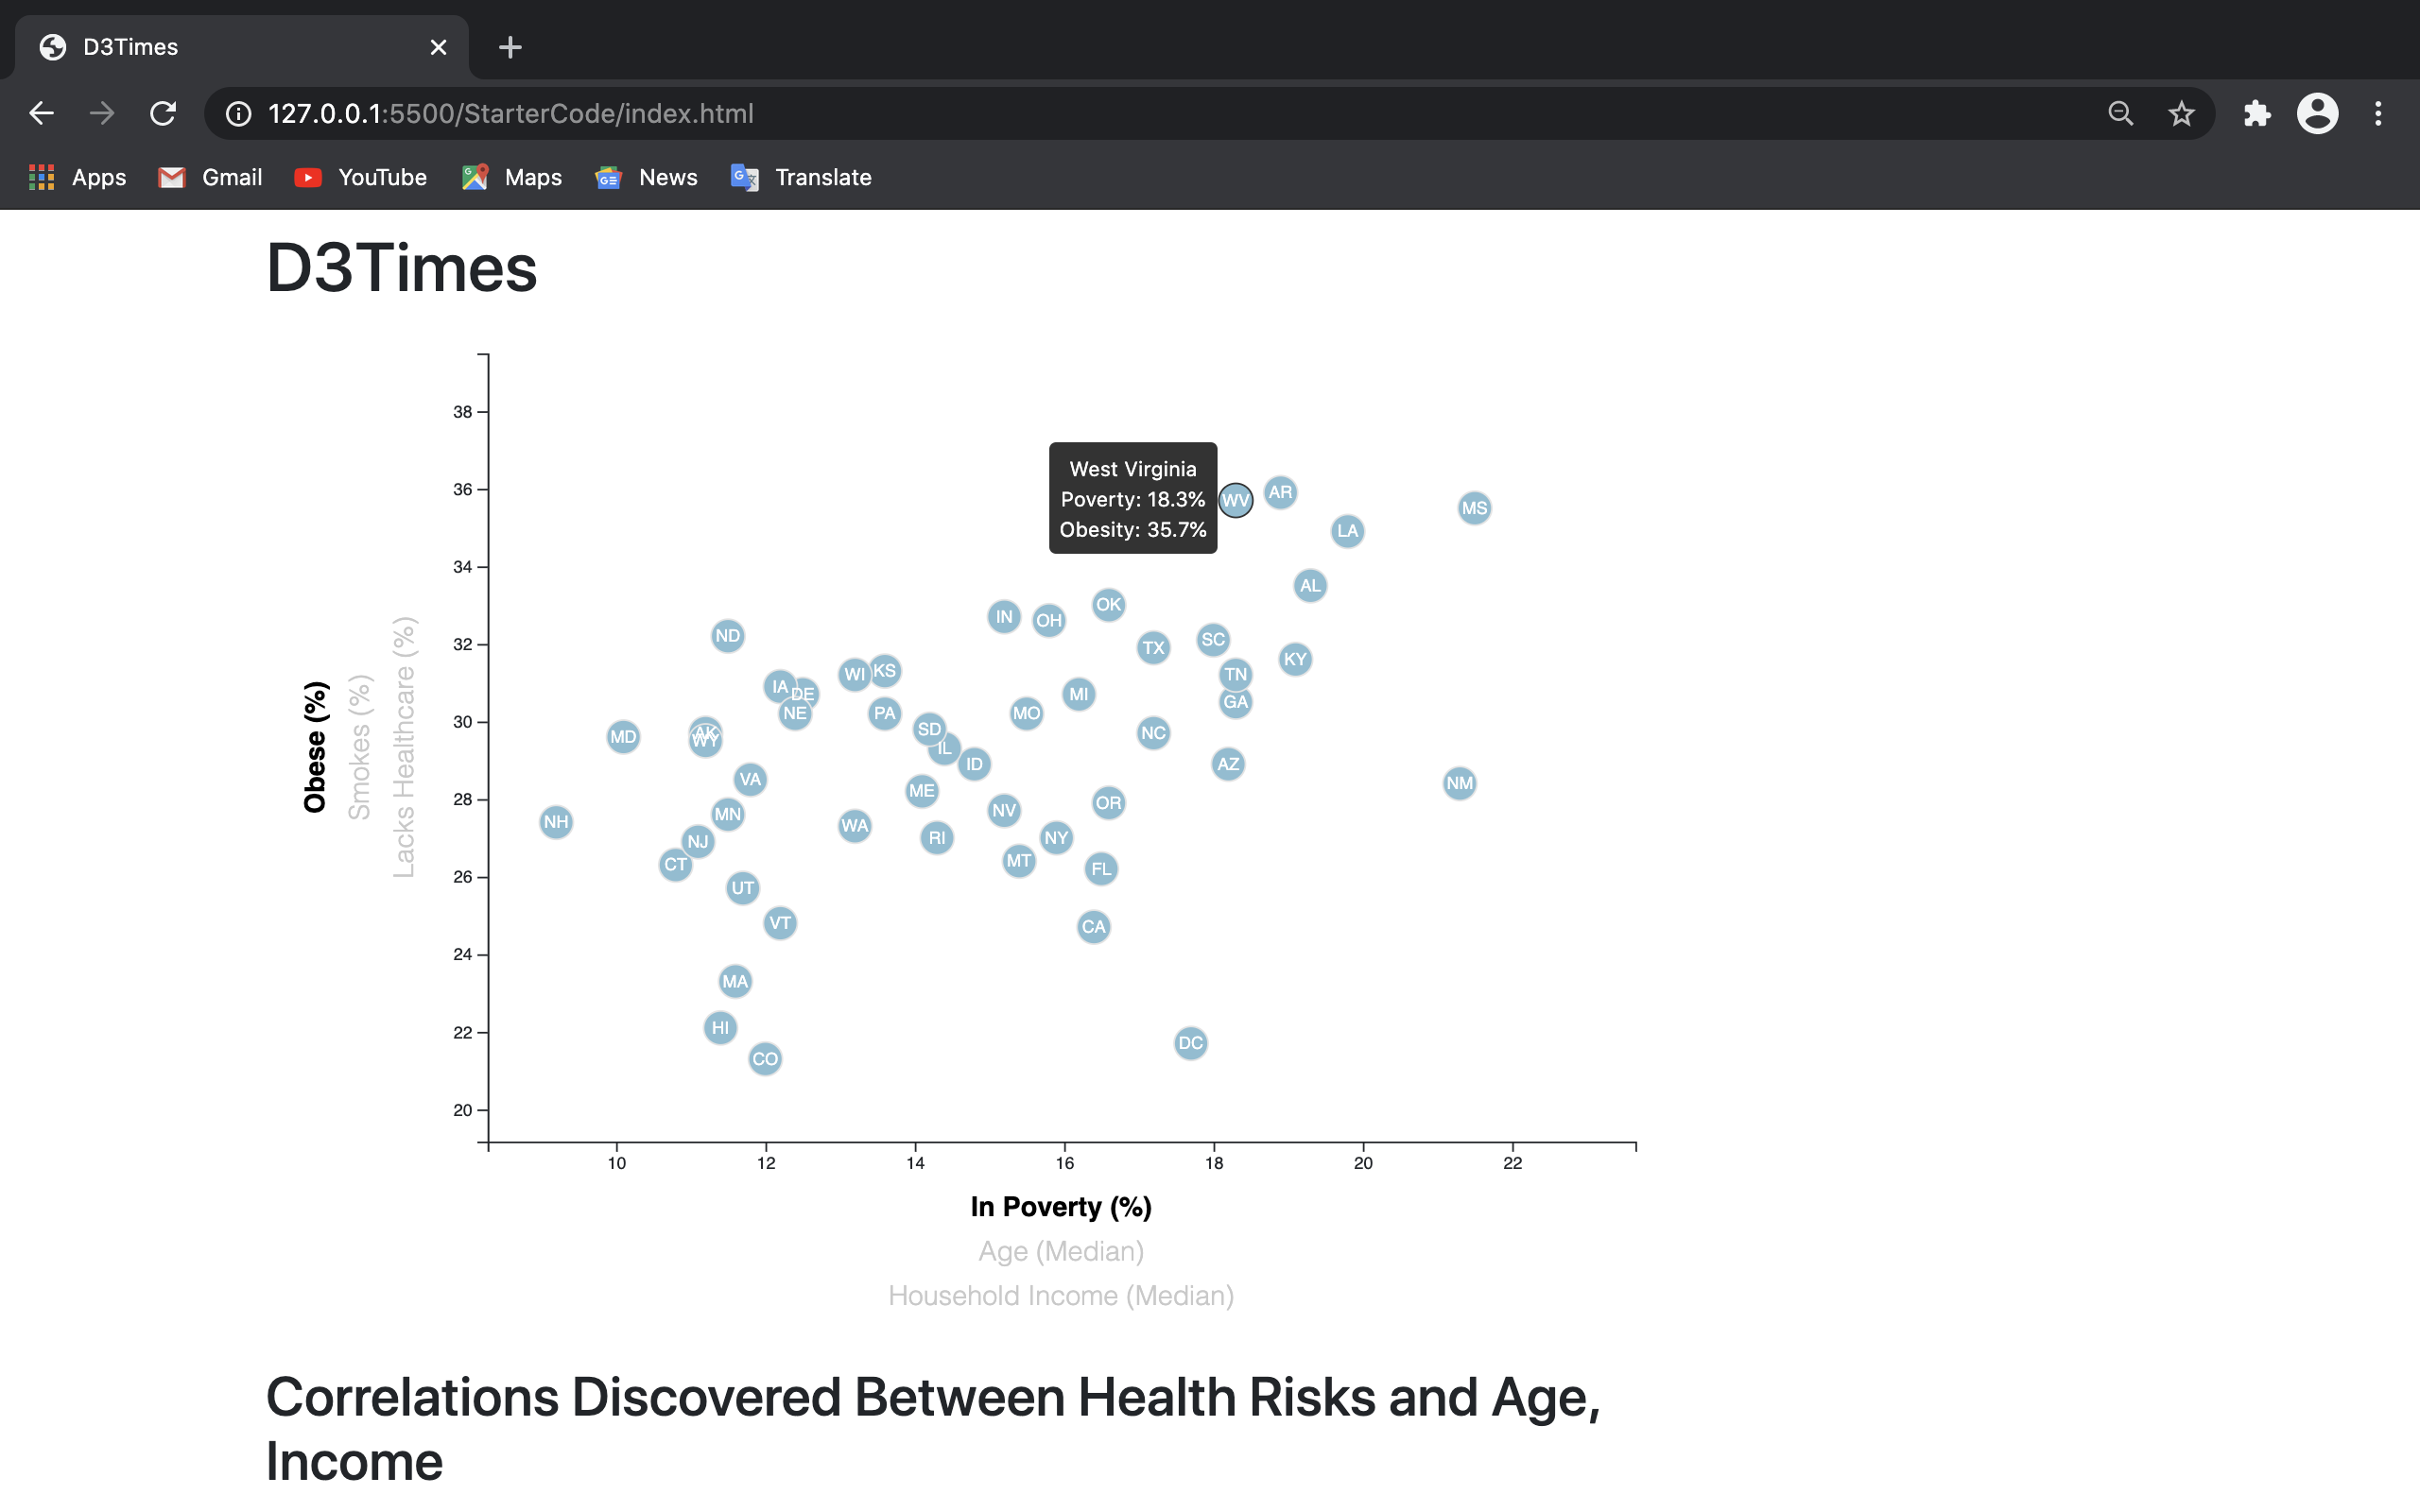 D3Times
127.0.0.1:5500/StarterCode/index.html
Apps Gmail YouTube Maps News Translate
D3Times
38
36
34
32
30
28
26
24
22
20
Obese (%)
Smokes (%)
Lacks Healthcare (%)
West Virginia
Poverty: 18.3%
Obesity: 35.7%
WV
AR
MS
LA
AL
OK
IN
OH
ND
SC
TX
KY
KS
WI
TN
IA
DE
MI
GA
NE
PA
MO
SD
NC
AK
MD
WY
IL
ID
AZ
VA
NM
ME
OR
NV
MN
NH
WA
RI
NY
NJ
MT
CT
FL
UT
CA
VT
MA
HI
DC
CO
10 12 14 16 18 20 22
In Poverty (%)
Age (Median)
Household Income (Median)
Correlations Discovered Between Health Risks and Age,
Income